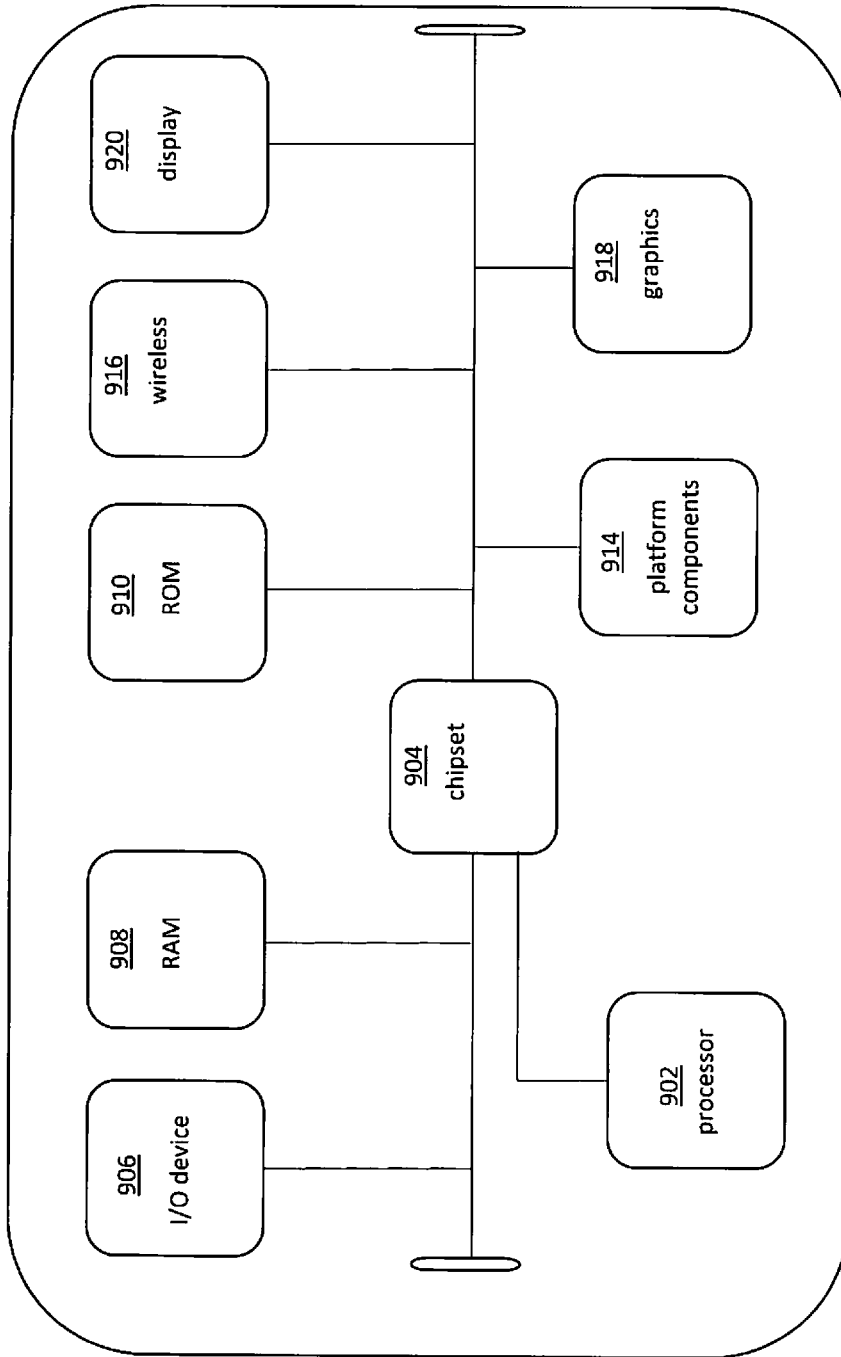 906
I/O device
908
RAM
910
ROM
916
wireless
920
display
904
chipset
902
processor
914
platform
components
918
graphics